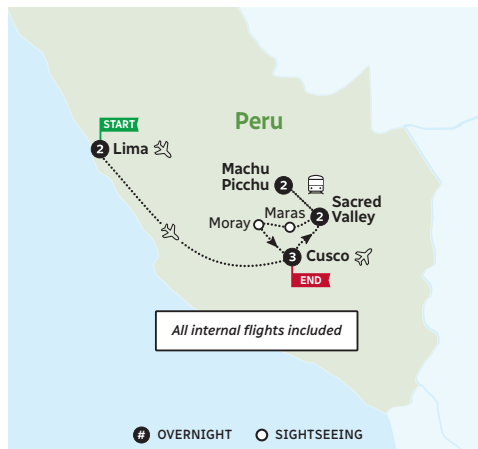 START
Peru
2 Lima
Machu
Picchu 2
Sacred
Valley
2
Maras
Moray
3 Cusco
END
All internal flights included
# OVERNIGHT
SIGHTSEEING